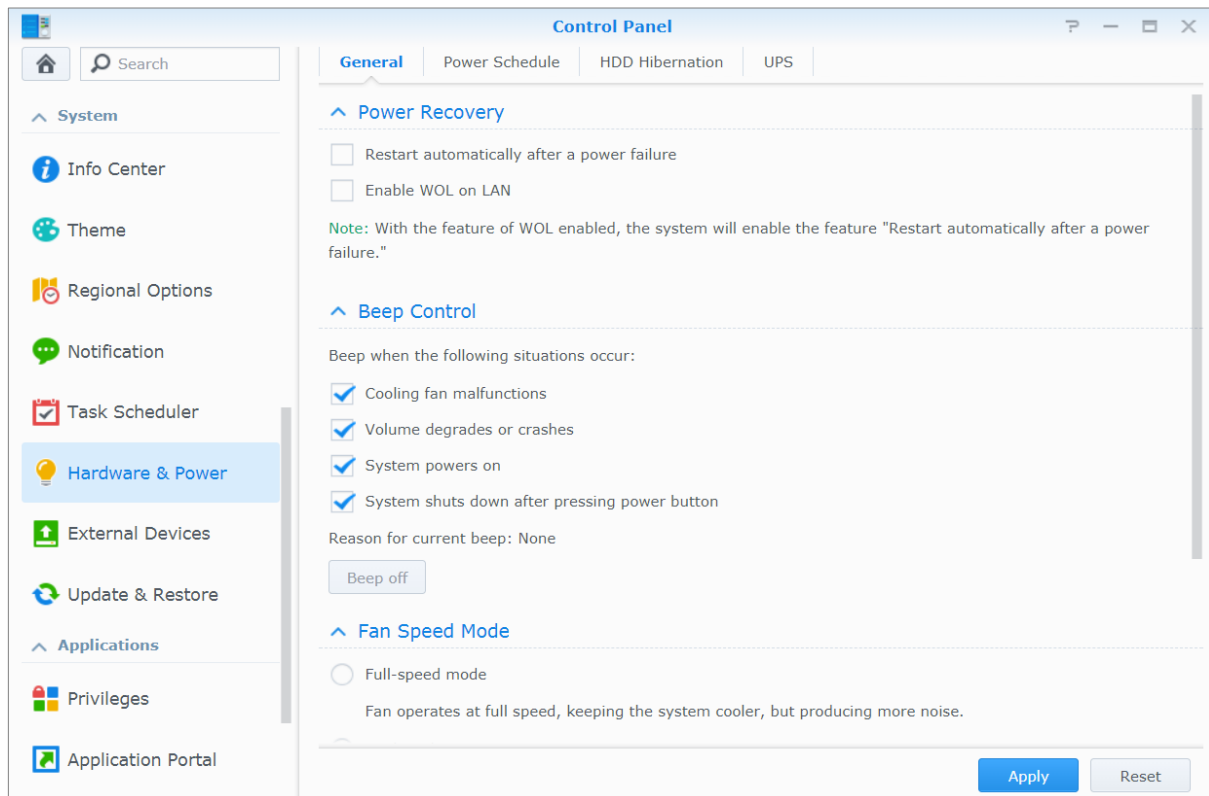 Control Panel
Search
General
Power Schedule
HDD Hibernation
UPS
System
Info Center
Theme
Regional Options
Notification
Task Scheduler
Hardware & Power
External Devices
Update & Restore
Applications
Privileges
Application Portal
Power Recovery
Restart automatically after a power failure
Enable WOL on LAN
Note: With the feature of WOL enabled, the system will enable the feature "Restart automatically after a power
failure."
Beep Control
Beep when the following situations occur:
Cooling fan malfunctions
Volume degrades or crashes
System powers on
System shuts down after pressing power button
Reason for current beep: None
Beep off
Fan Speed Mode
Full-speed mode
Fan operates at full speed, keeping the system cooler, but producing more noise.
Apply
Reset